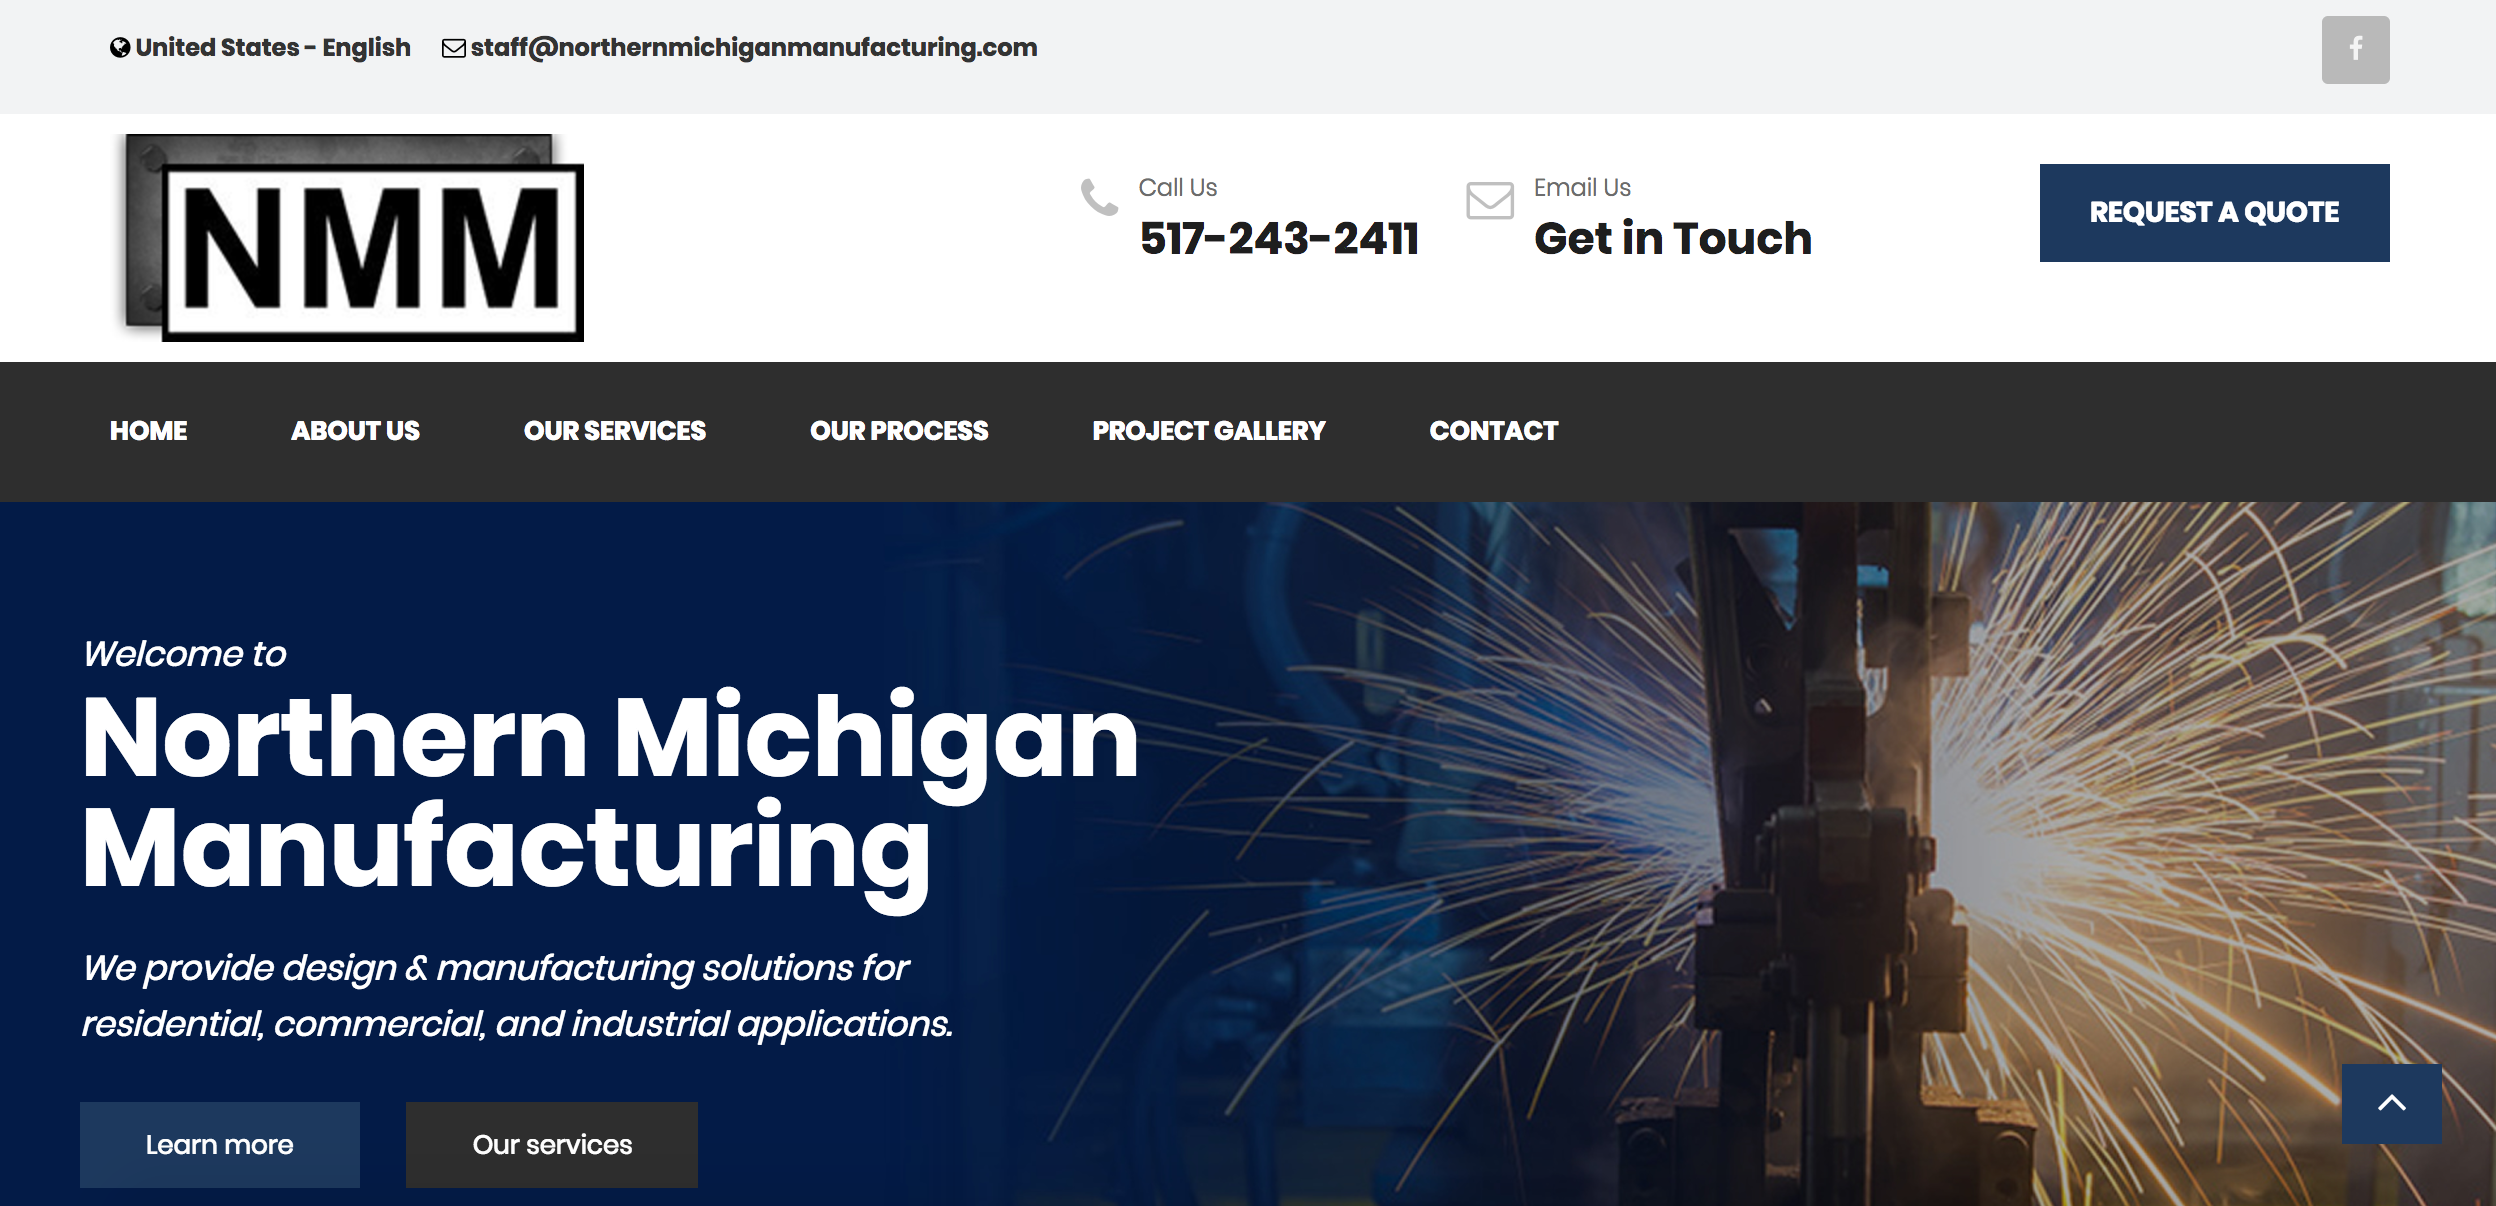 United States - English
staff@northernmichiganmanufacturing.com
NMM
Call Us
517-243-2411
Email Us
Get in Touch
REQUEST A QUOTE
HOME
ABOUT US
OUR SERVICES
OUR PROCESS
PROJECT GALLERY
CONTACT
Welcome to
Northern Michigan
Manufacturing
We provide design & manufacturing solutions for
residential, commercial, and industrial applications.
Learn more
Our services